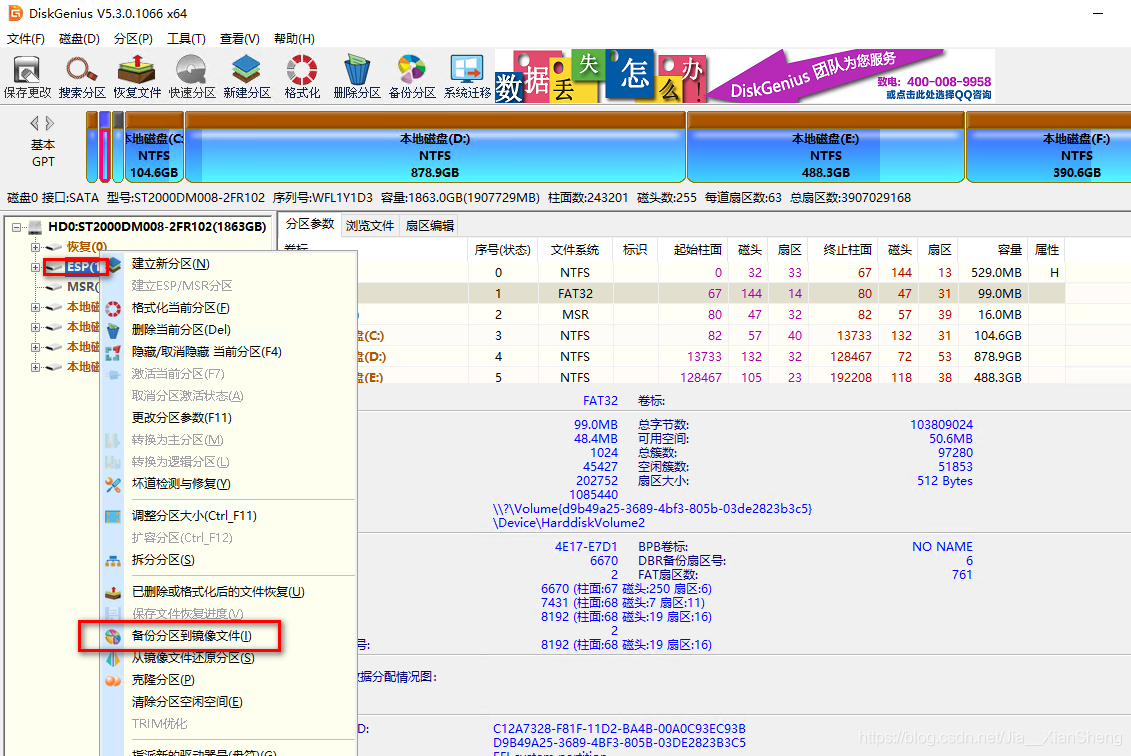 DiskGenius V5.3.0.1066 x64
文件(F) 磁盘(D) 分区(P) 工具(T) 查看(V) 帮助(H)
保存更改 搜索分区 恢复文件 快速分区 新建分区 格式化 删除分区 备份分区 系统迁移
数据丢失怎么办!
DiskGenius 团队为您服务
致电: 400-008-9958
或点击此处选择QQ咨询
基本
GPT
本地磁盘(C:
NTFS
104.6GB
本地磁盘(D:)
NTFS
878.9GB
本地磁盘(E:)
NTFS
488.3GB
本地磁盘(F:)
NTFS
390.6GB
磁盘0 接口:SATA 型号:ST2000DM008-2FR102 序列号:WFL1Y1D3 容量:1863.0GB(1907729MB) 柱面数:243201 磁头数:255 每道扇区数:63 总扇区数:3907029168
HD0:ST2000DM008-2FR102(1863GB)
恢复(0)
ESP(1
MSR(
本地磁
本地磁
本地磁
本地磁
建立新分区(N)
建立ESP/MSR分区
格式化当前分区(F)
删除当前分区(Del)
隐藏/取消隐藏 当前分区(F4)
激活当前分区(F7)
取消分区激活状态(A)
更改分区参数(F11)
转换为主分区(M)
转换为逻辑分区(L)
坏道检测与修复(Y)
调整分区大小(Ctrl_F11)
扩容分区(Ctrl_F12)
拆分分区(S)
已删除或格式化后的文件恢复(U)
保存文件恢复进度(V)
备份分区到镜像文件(I)
从镜像文件还原分区(S)
克隆分区(P)
清除分区空闲空间(E)
TRIM优化
指派新的驱动器号(盘符)(G)
分区参数 浏览文件 扇区编辑
卷标 序号(状态) 文件系统 标识 起始柱面 磁头 扇区 终止柱面 磁头 扇区 容量 属性
0 NTFS 0 32 33 67 144 13 529.0MB H
1 FAT32 67 144 14 80 47 31 99.0MB
2 MSR 80 47 32 82 57 39 16.0MB
盘(C:) 3 NTFS 82 57 40 13733 132 31 104.6GB
盘(D:) 4 NTFS 13733 132 32 128467 72 53 878.9GB
盘(E:) 5 NTFS 128467 105 23 192208 118 38 488.3GB
FAT32 卷标:
99.0MB 总字节数: 103809024
48.4MB 可用空间: 50.6MB
1024 总簇数: 97280
45427 空闲簇数: 51853
202752 扇区大小: 512 Bytes
1085440
\\?\Volume{d9b49a25-3689-4bf3-805b-03de2823b3c5}
\Device\HarddiskVolume2
4E17-E7D1 BPB卷标: NO NAME
6670 DBR备份扇区号: 6
2 FAT扇区数: 761
6670 (柱面:67 磁头:250 扇区:6)
7431 (柱面:68 磁头:7 扇区:11)
8192 (柱面:68 磁头:19 扇区:16)
2
号: 8192 (柱面:68 磁头:19 扇区:16)
数据分配情况图:
D: C12A7328-F81F-11D2-BA4B-00A0C93EC93B
D9B49A25-3689-4BF3-805B-03DE2823B3C5
EFI system partition
https://blog.csdn.net/Jia__XianSheng